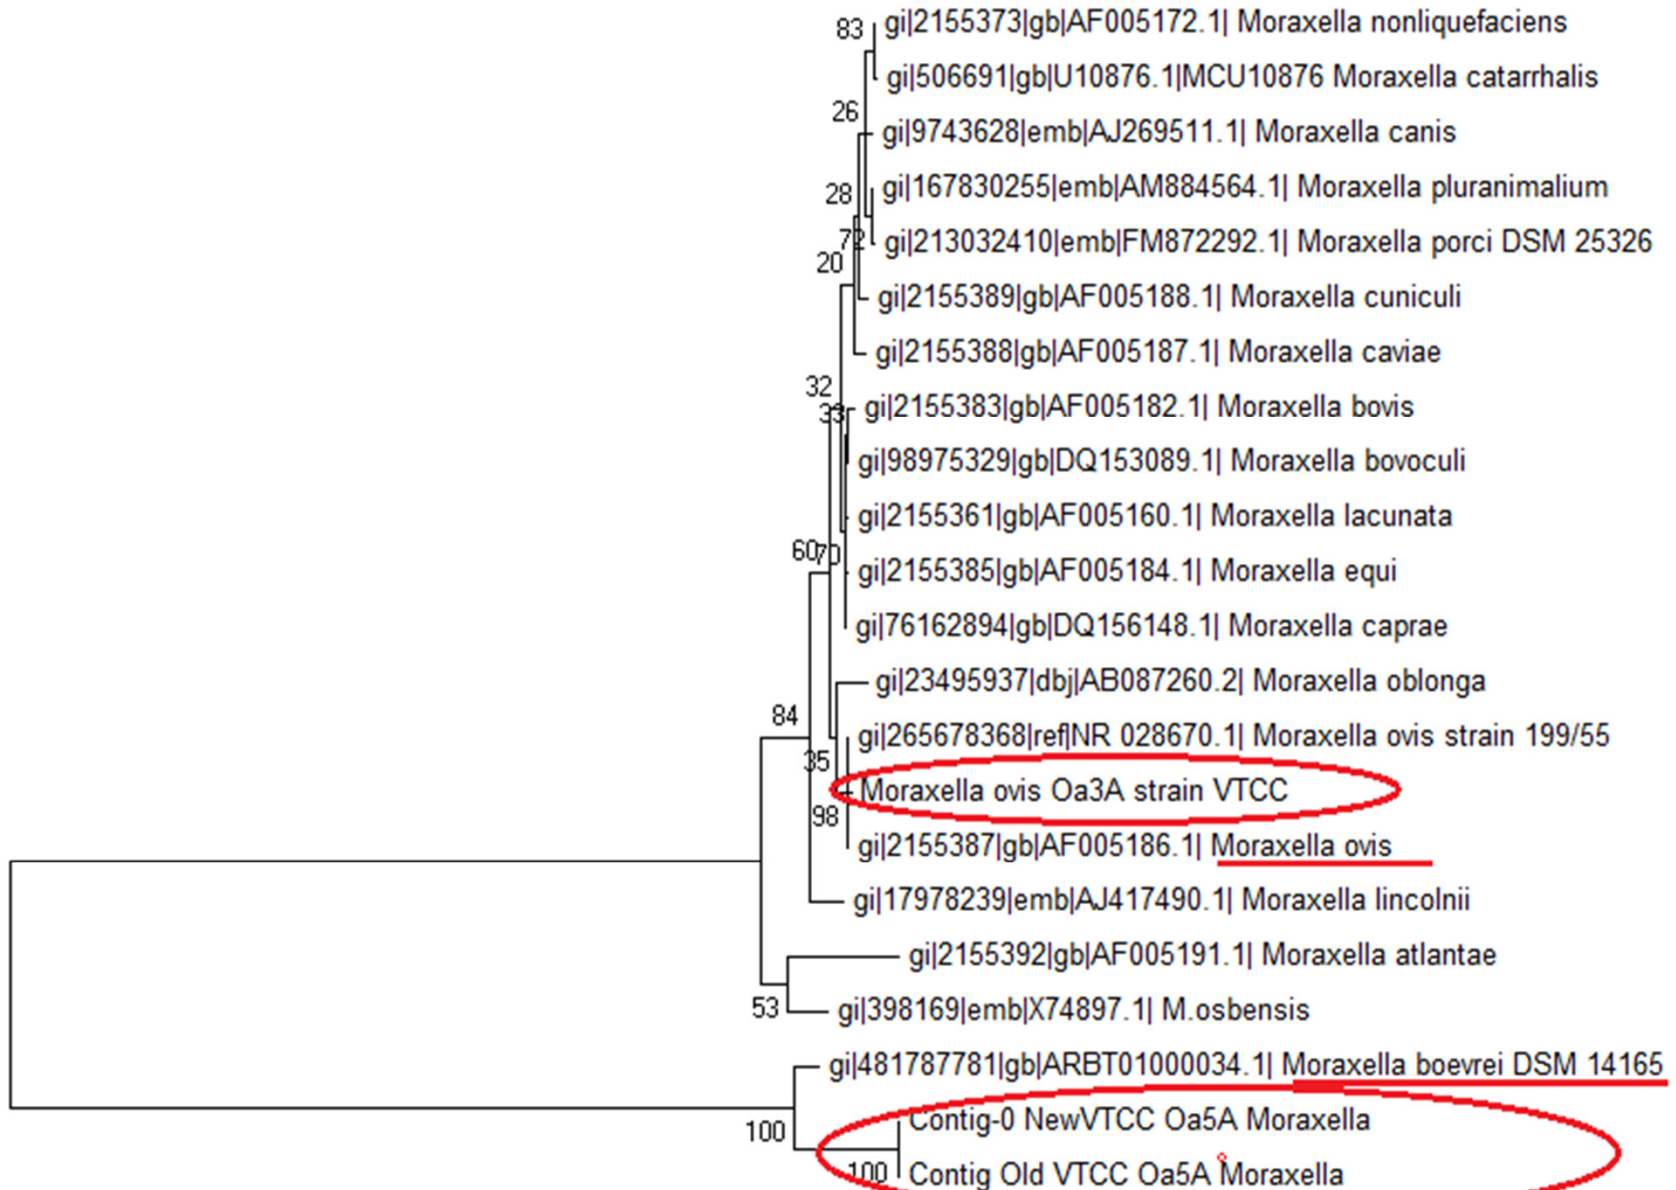 83
gi|2155373|gb|AF005172.1| Moraxella nonliquefaciens
gi|506691|gb|U10876.1|MCU10876 Moraxella catarrhalis
26
gi|9743628|emb|AJ269511.1| Moraxella canis
28
gi|167830255|emb|AM884564.1| Moraxella pluranimalium
72
gi|213032410|emb|FM872292.1| Moraxella porci DSM 25326
20
gi|2155389|gb|AF005188.1| Moraxella cuniculi
gi|2155388|gb|AF005187.1| Moraxella caviae
32
33
gi|2155383|gb|AF005182.1| Moraxella bovis
gi|98975329|gb|DQ153089.1| Moraxella bovoculi
gi|2155361|gb|AF005160.1| Moraxella lacunata
60
70
gi|2155385|gb|AF005184.1| Moraxella equi
gi|76162894|gb|DQ156148.1| Moraxella caprae
gi|23495937|dbj|AB087260.2| Moraxella oblonga
84
gi|265678368|ref|NR 028670.1| Moraxella ovis strain 199/55
35
Moraxella ovis Oa3A strain VTCC
98
gi|2155387|gb|AF005186.1| Moraxella ovis
gi|17978239|emb|AJ417490.1| Moraxella lincolnii
gi|2155392|gb|AF005191.1| Moraxella atlantae
53
gi|398169|emb|X74897.1| M.osbensis
gi|481787781|gb|ARBT01000034.1| Moraxella boevrei DSM 14165
100
Contig-0 NewVTCC Oa5A Moraxella
100
Contig Old VTCC Oa5A Moraxella